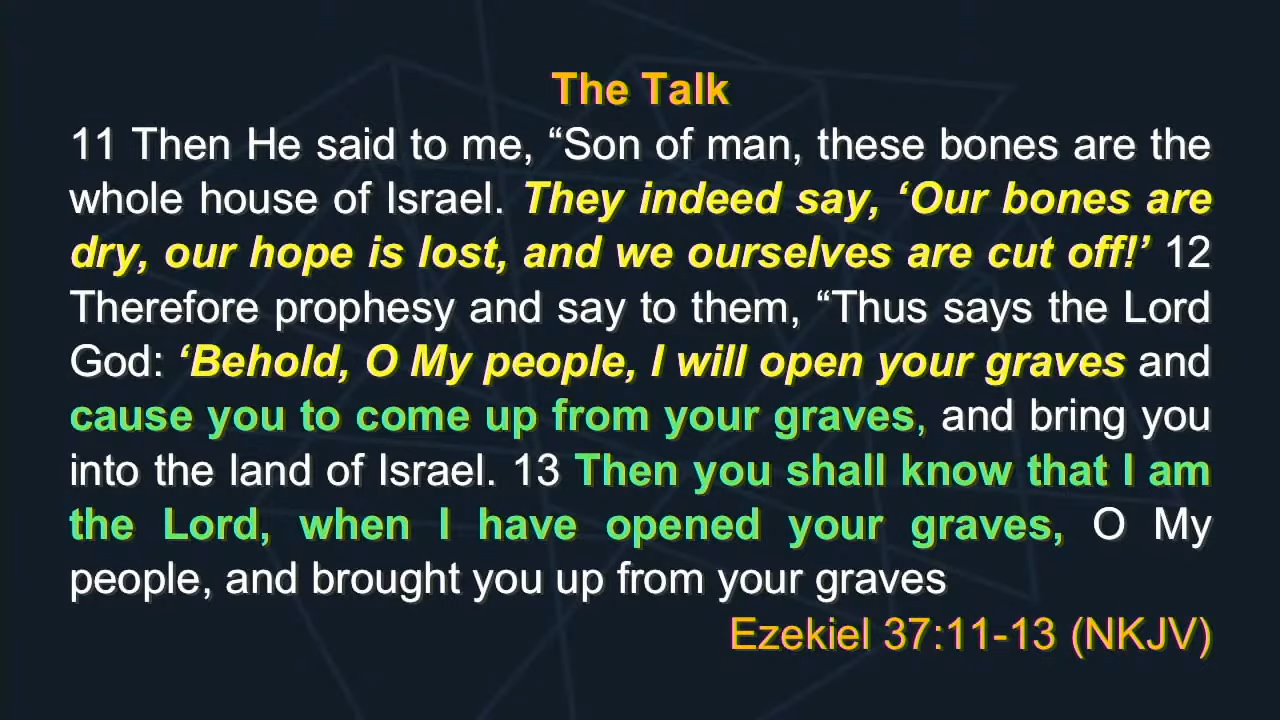 The Talk
11 Then He said to me, “Son of man, these bones are the
whole house of Israel. They indeed say, ‘Our bones are
dry, our hope is lost, and we ourselves are cut off!’ 12
Therefore prophesy and say to them, “Thus says the Lord
God: ‘Behold, O My people, I will open your graves and
cause you to come up from your graves, and bring you
into the land of Israel. 13 Then you shall know that I am
the Lord, when I have opened your graves, O My
people, and brought you up from your graves
Ezekiel 37:11-13 (NKJV)